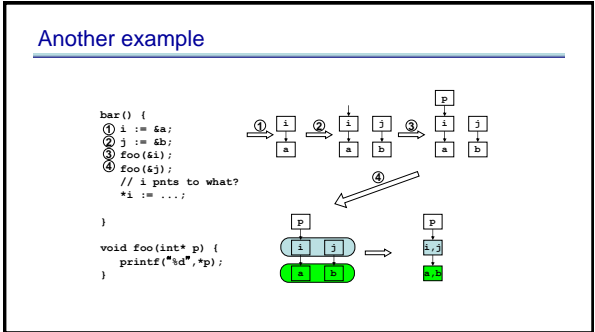 Another example
bar() {
① i := &a;
② j := &b;
③ foo(&i);
④ foo(&j);
// i pnts to what?
*i := ...;
}
void foo(int* p) {
printf("%d",*p);
}
①
i
a
②
i j
a b
③
p
i j
a b
④
p
i j
a b
p
i,j
a,b